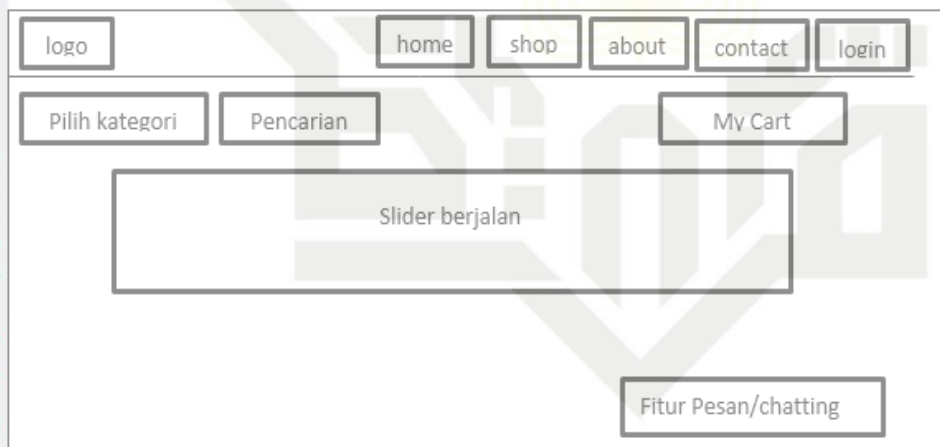 logo
home
shop
about
contact
login
Pilih kategori
Pencarian
My Cart
Slider berjalan
Fitur Pesan/chatting